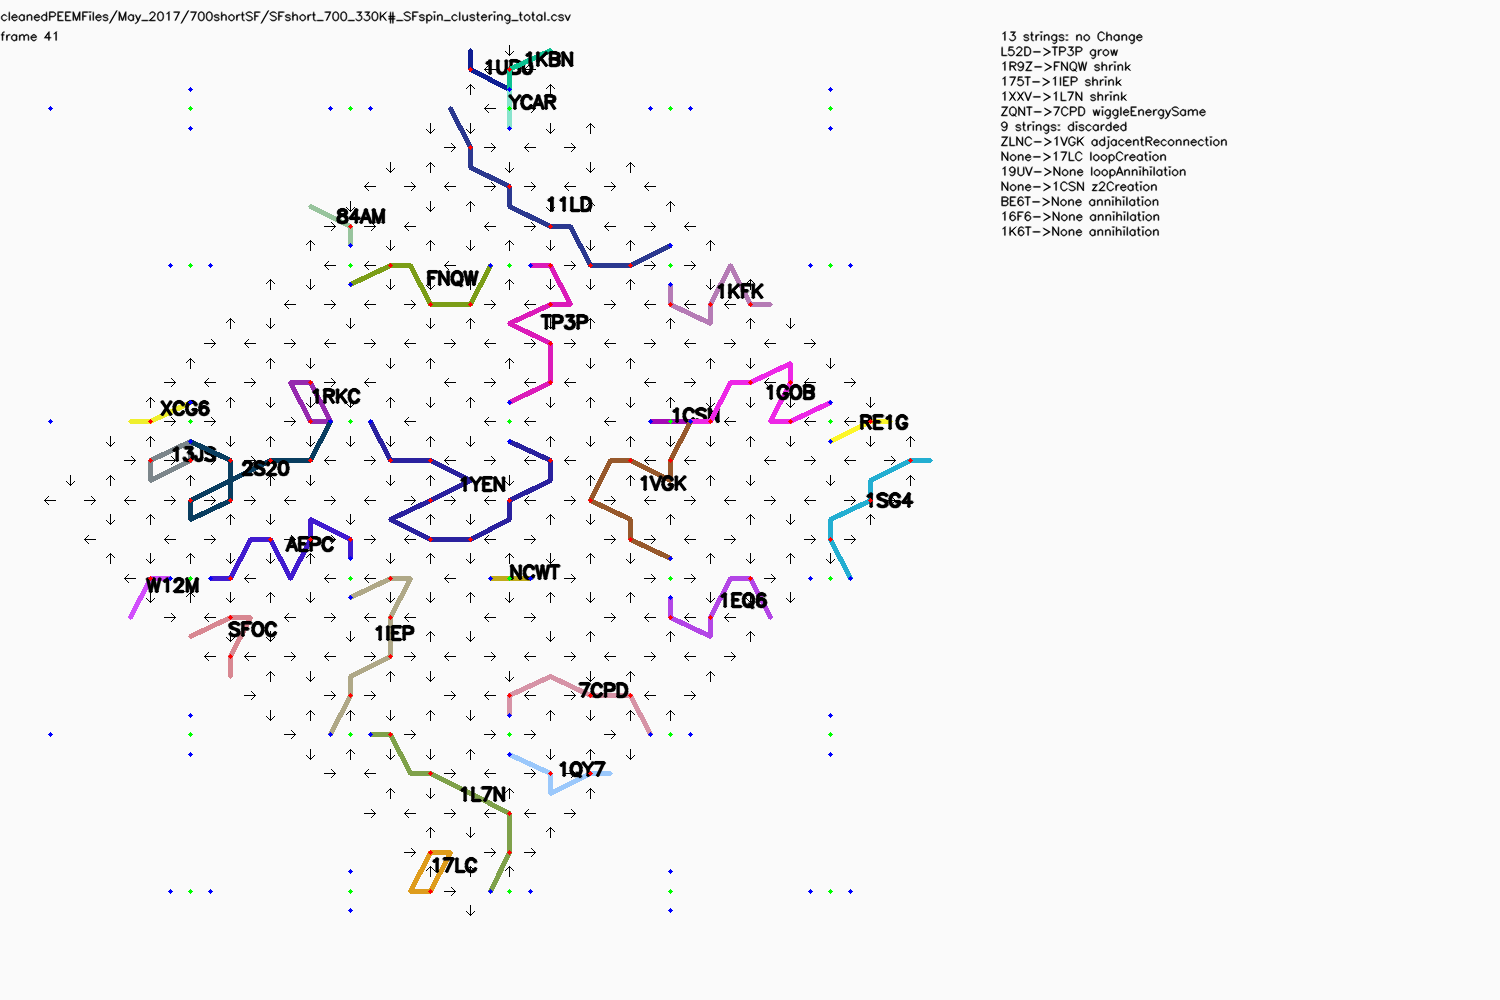 cleanedPEEMFiles/May_2017/700shortSF/SFshort_700_330K#_SFspin_clustering_total.csv
frame 41
13 strings: no Change
L52D->TP3P grow
1R9Z->FNQW shrink
175T->1IEP shrink
1XXV->1L7N shrink
ZQNT->7CPD wiggleEnergySame
9 strings: discarded
ZLNC->1VGK adjacentReconnection
None->17LC loopCreation
19UV->None loopAnnihilation
None->1CSN z2Creation
BE6T->None annihilation
16F6->None annihilation
1K6T->None annihilation
1KBN
YCAR
11LD
84AM
FNQW
1KFK
TP3P
1RKC
1GOB
XCG6
1CSN
RE1G
13JS
2S20
1YEN
1VGK
1SG4
AEPC
NCWT
W12M
1EQ6
SFOC
1IEP
7CPD
1QY7
1L7N
17LC